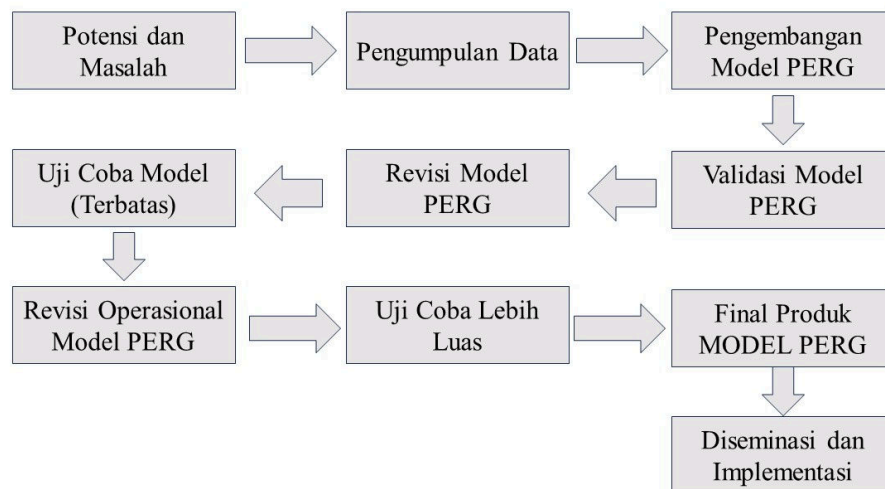 Potensi dan
Masalah
Pengumpulan Data
Pengembangan
Model PERG
Validasi Model
PERG
Revisi Model
PERG
Uji Coba Model
(Terbatas)
Revisi Operasional
Model PERG
Uji Coba Lebih
Luas
Final Produk
MODEL PERG
Diseminasi dan
Implementasi